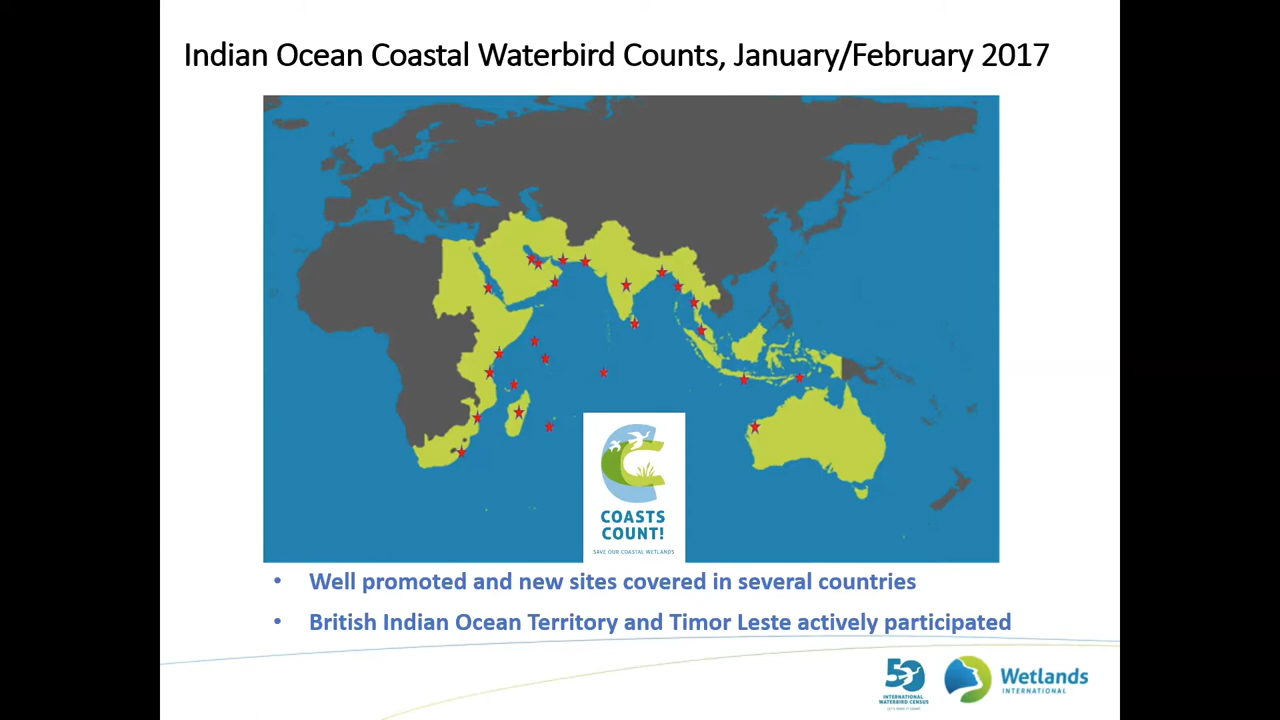 Indian Ocean Coastal Waterbird Counts, January/February 2017
COASTS
COUNT!
SAVE OUR COASTAL WETLANDS
• Well promoted and new sites covered in several countries
• British Indian Ocean Territory and Timor Leste actively participated
50
INTERNATIONAL
WATERBIRD CENSUS
Wetlands
INTERNATIONAL